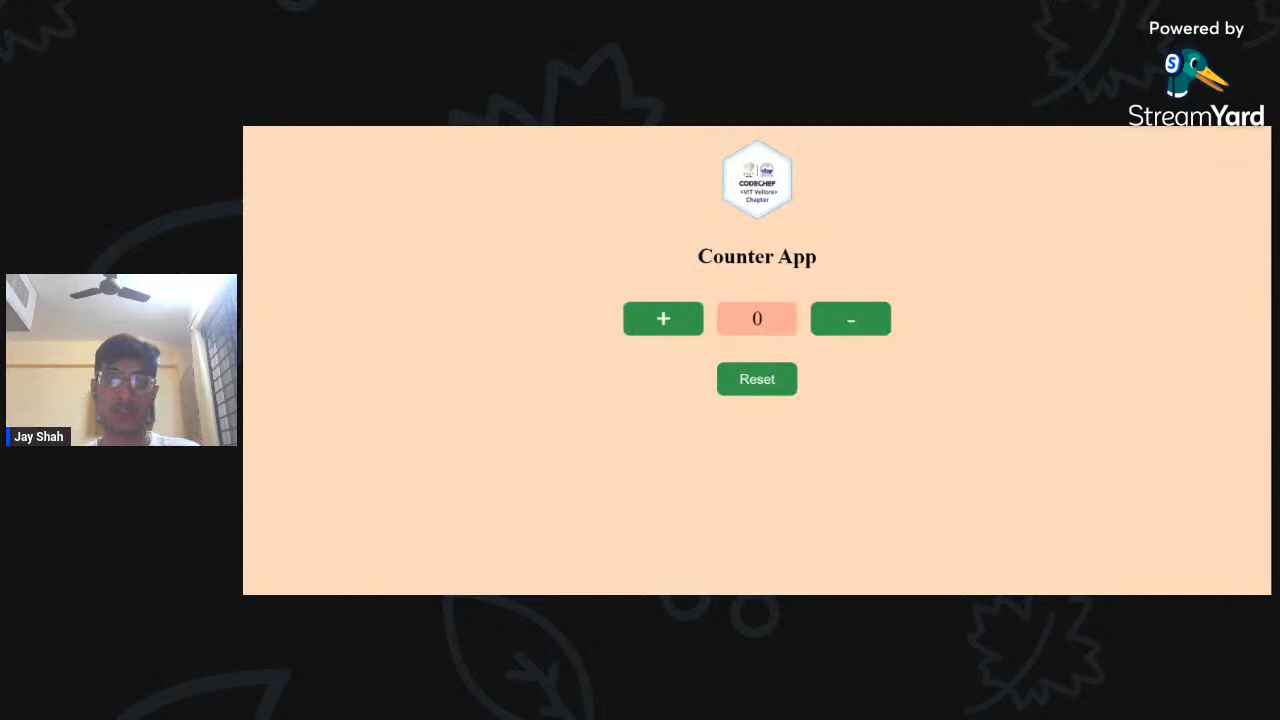 Powered by
S
StreamYard
CODECHEF
<VIT Vellore>
Chapter
Counter App
+ 0 -
Reset
Jay Shah